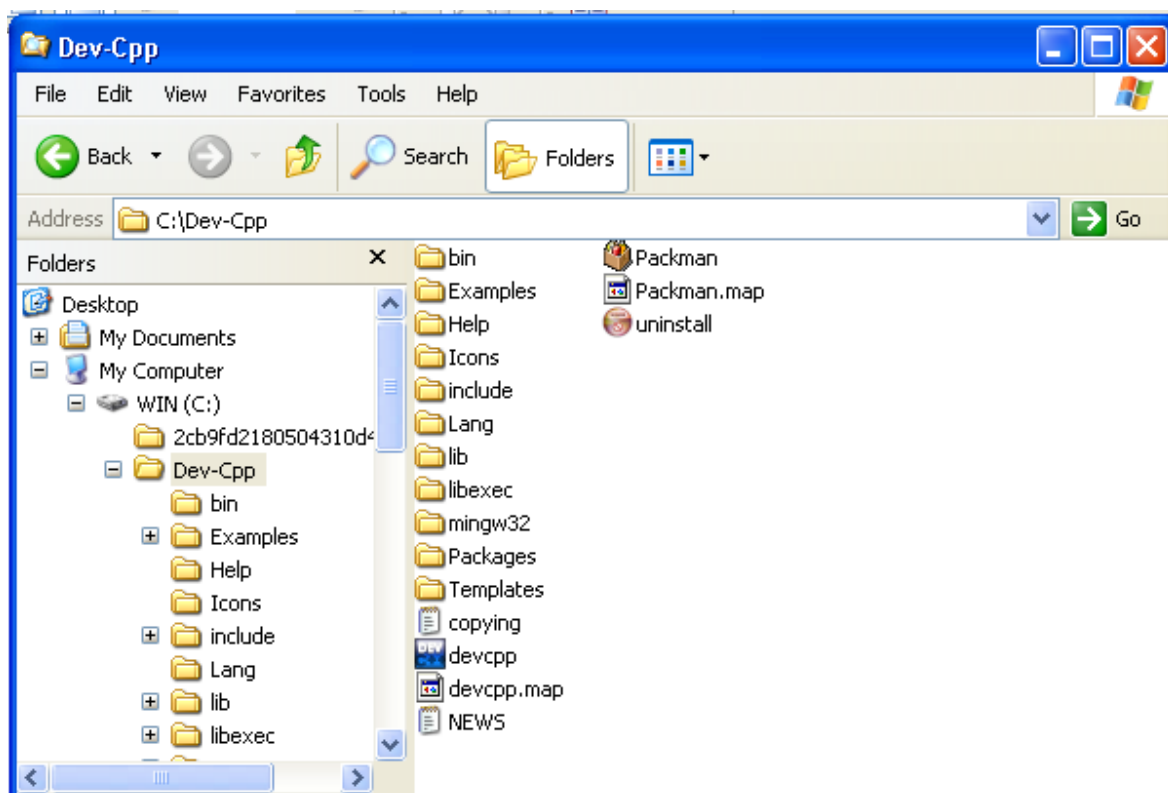 Dev-Cpp
File Edit View Favorites Tools Help
Back Search Folders
Address C:\Dev-Cpp Go
Folders
Desktop
My Documents
My Computer
WIN (C:)
2cb9fd2180504310d4
Dev-Cpp
bin
Examples
Help
Icons
include
Lang
lib
libexec
bin
Examples
Help
Icons
include
Lang
lib
libexec
mingw32
Packages
Templates
copying
devcpp
devcpp.map
NEWS
Packman
Packman.map
uninstall